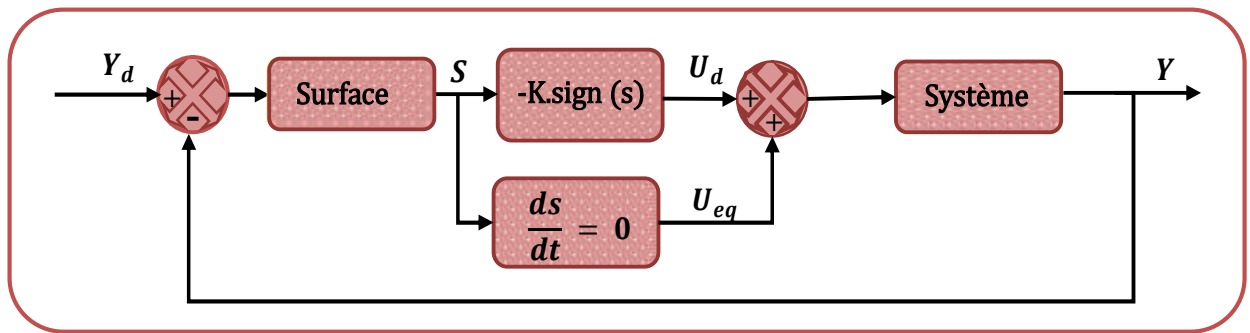 Y_d
+
-
Surface
S
-K.sign (s)
U_d
+
+
Système
Y
ds/dt = 0
U_eq